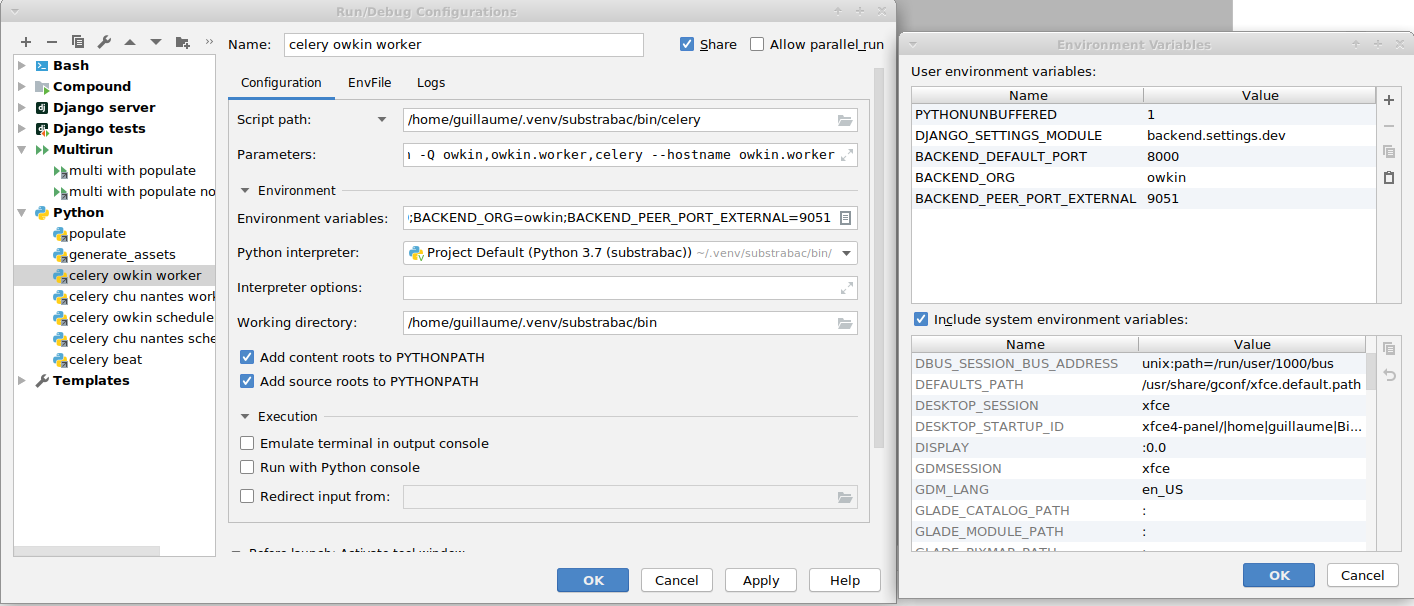 Run/Debug Configurations
Name: celery owkin worker Share Allow parallel run
Bash
Compound
Django server
Django tests
Multirun
multi with populate
multi with populate no
Python
populate
generate_assets
celery owkin worker
celery chu nantes work
celery owkin schedule
celery chu nantes sche
celery beat
Templates
Configuration EnvFile Logs
Script path: /home/guillaume/.venv/substrabac/bin/celery
Parameters: -Q owkin,owkin.worker,celery --hostname owkin.worker
Environment
Environment variables: ;BACKEND_ORG=owkin;BACKEND_PEER_PORT_EXTERNAL=9051
Python interpreter: Project Default (Python 3.7 (substrabac)) ~/.venv/substrabac/bin/
Interpreter options:
Working directory: /home/guillaume/.venv/substrabac/bin
Add content roots to PYTHONPATH
Add source roots to PYTHONPATH
Execution
Emulate terminal in output console
Run with Python console
Redirect input from:
Before launch: Activate tool window
OK Cancel Apply Help
Environment Variables
User environment variables:
Name Value
PYTHONUNBUFFERED 1
DJANGO_SETTINGS_MODULE backend.settings.dev
BACKEND_DEFAULT_PORT 8000
BACKEND_ORG owkin
BACKEND_PEER_PORT_EXTERNAL 9051
Include system environment variables:
Name Value
DBUS_SESSION_BUS_ADDRESS unix:path=/run/user/1000/bus
DEFAULTS_PATH /usr/share/gconf/xfce.default.path
DESKTOP_SESSION xfce
DESKTOP_STARTUP_ID xfce4-panel/|home|guillaume|Bi...
DISPLAY :0.0
GDMSESSION xfce
GDM_LANG en_US
GLADE_CATALOG_PATH :
GLADE_MODULE_PATH :
GLADE_PIXMAP_PATH :
OK Cancel